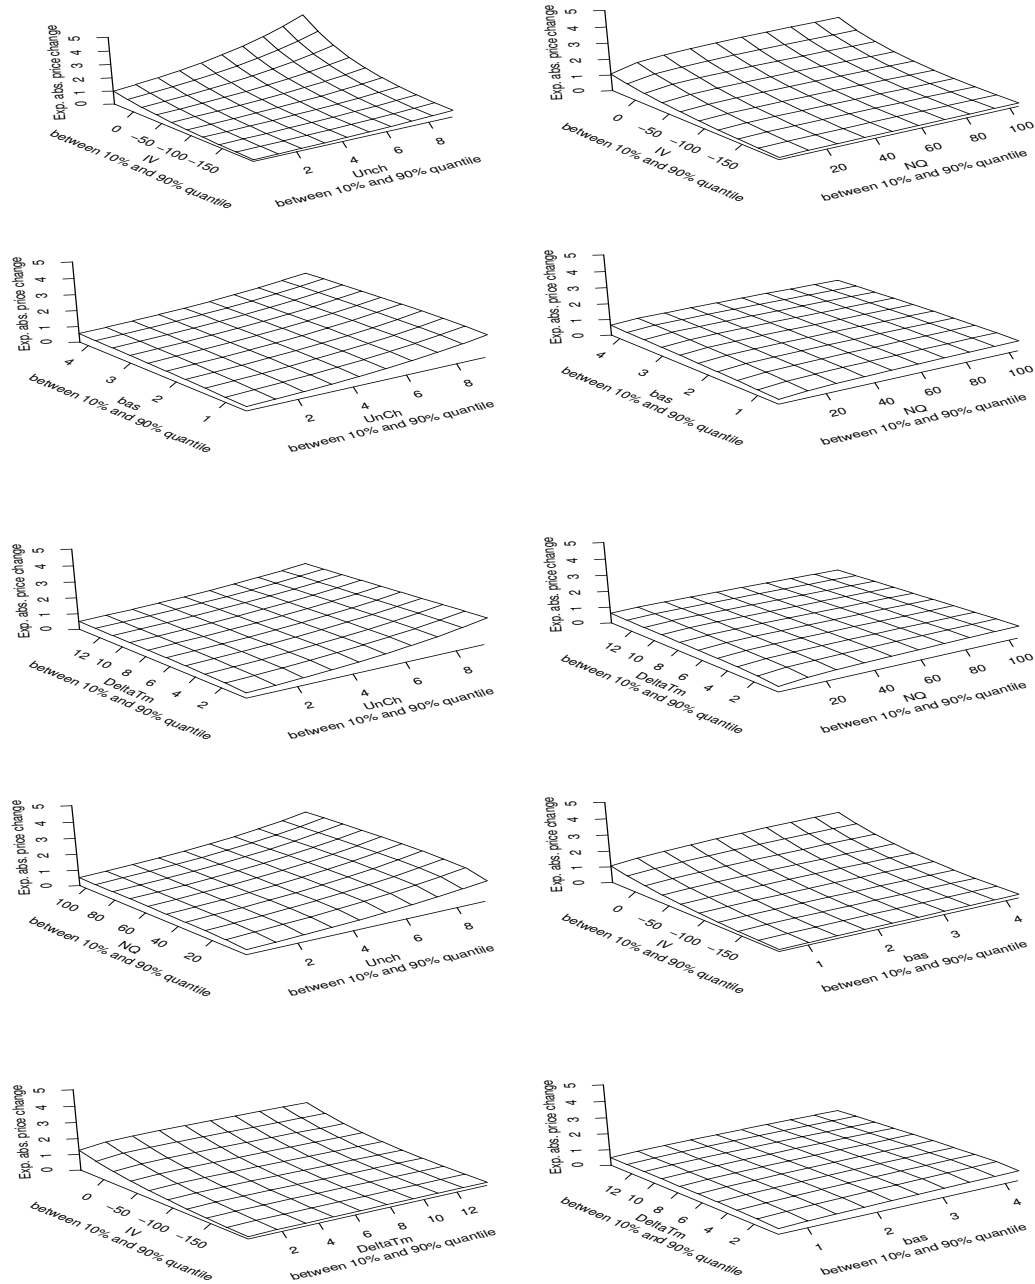 Exp. abs. price change
0 1 2 3 4 5
0 −50 −100 −150
IV
between 10% and 90% quantile
2 4 6 8
Unch
between 10% and 90% quantile
Exp. abs. price change
0 1 2 3 4 5
0 −50 −100 −150
IV
between 10% and 90% quantile
20 40 60 80 100
NQ
between 10% and 90% quantile
Exp. abs. price change
0 1 2 3 4 5
4 3 2 1
bas
between 10% and 90% quantile
2 4 6 8
UnCh
between 10% and 90% quantile
Exp. abs. price change
0 1 2 3 4 5
4 3 2 1
bas
between 10% and 90% quantile
20 40 60 80 100
NQ
between 10% and 90% quantile
Exp. abs. price change
0 1 2 3 4 5
12 10 8 6 4 2
DeltaTm
between 10% and 90% quantile
2 4 6 8
UnCh
between 10% and 90% quantile
Exp. abs. price change
0 1 2 3 4 5
12 10 8 6 4 2
DeltaTm
between 10% and 90% quantile
20 40 60 80 100
NQ
between 10% and 90% quantile
Exp. abs. price change
0 1 2 3 4 5
100 80 60 40 20
NQ
between 10% and 90% quantile
2 4 6 8
Unch
between 10% and 90% quantile
Exp. abs. price change
0 1 2 3 4 5
0 −50 −100 −150
IV
between 10% and 90% quantile
1 2 3 4
bas
between 10% and 90% quantile
Exp. abs. price change
0 1 2 3 4 5
0 −50 −100 −150
IV
between 10% and 90% quantile
2 4 6 8 10 12
DeltaTm
between 10% and 90% quantile
Exp. abs. price change
0 1 2 3 4 5
12 10 8 6 4 2
DeltaTm
between 10% and 90% quantile
1 2 3 4
bas
between 10% and 90% quantile